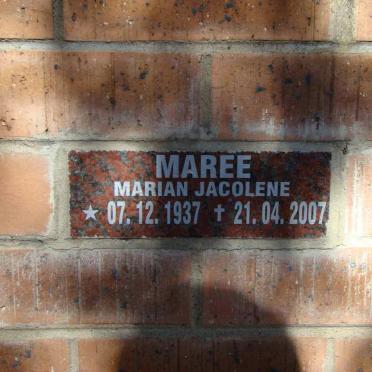 MAREE
MARIAN JACOLENE
★ 07. 12. 1937 ✝ 21. 04. 2007